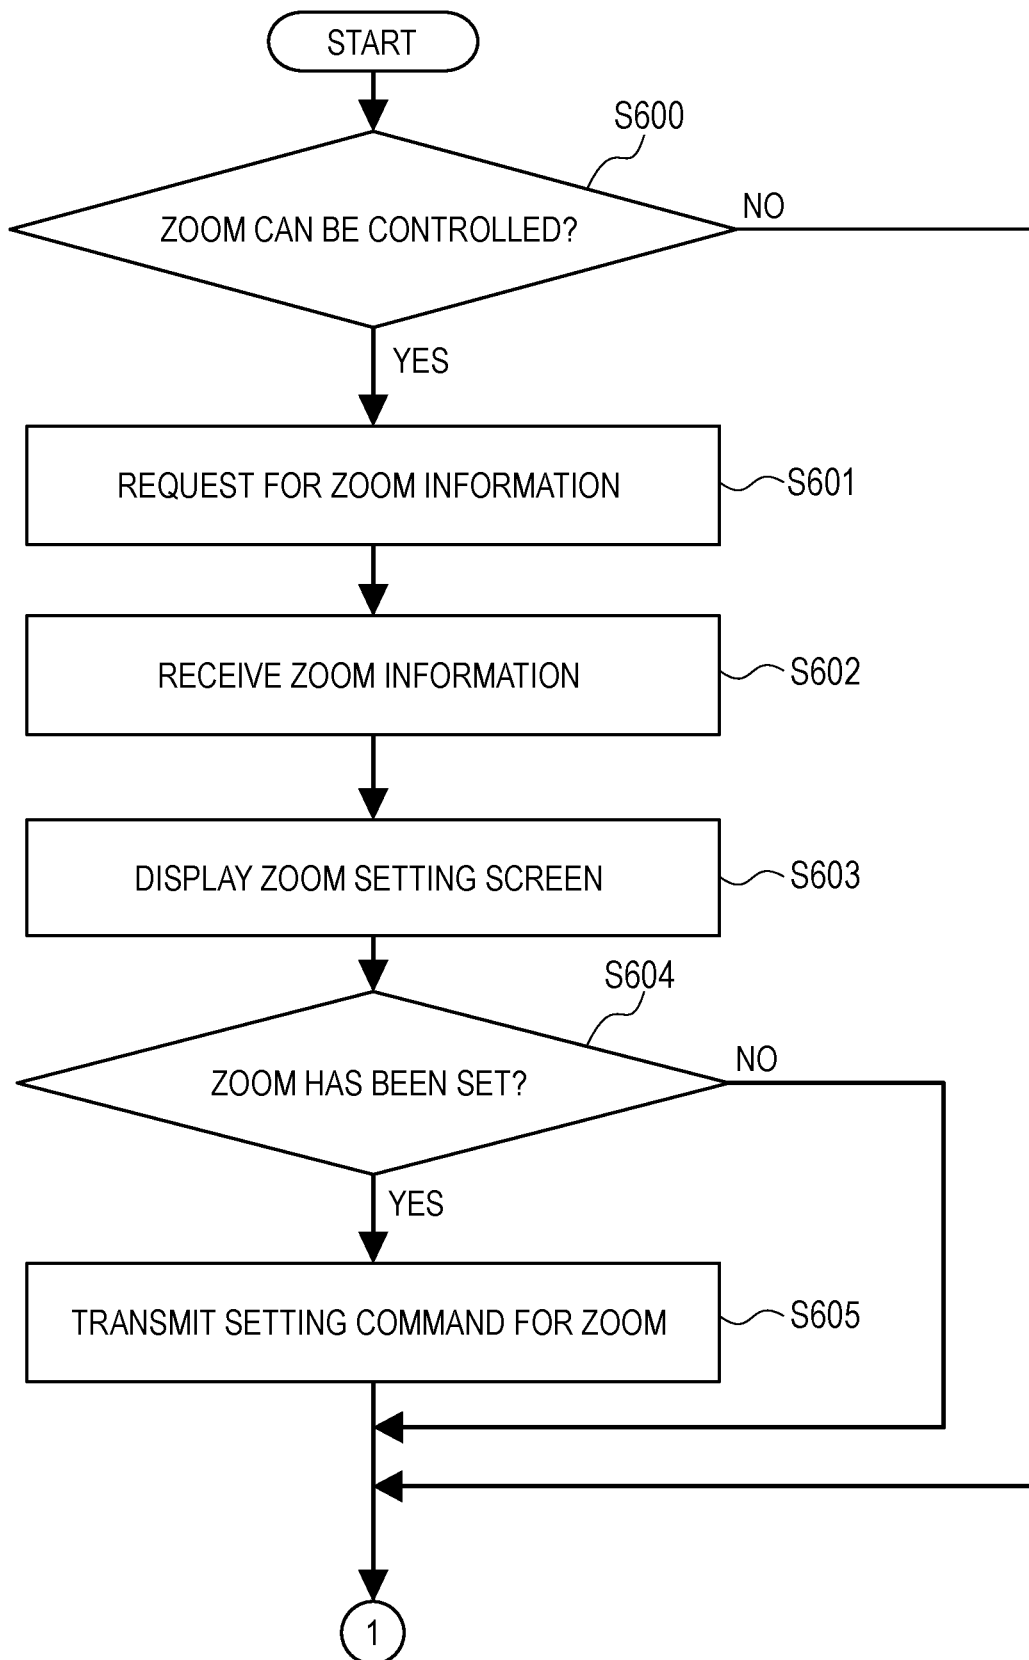 START
S600
ZOOM CAN BE CONTROLLED?
NO
YES
REQUEST FOR ZOOM INFORMATION
S601
RECEIVE ZOOM INFORMATION
S602
DISPLAY ZOOM SETTING SCREEN
S603
S604
ZOOM HAS BEEN SET?
NO
YES
TRANSMIT SETTING COMMAND FOR ZOOM
S605
1